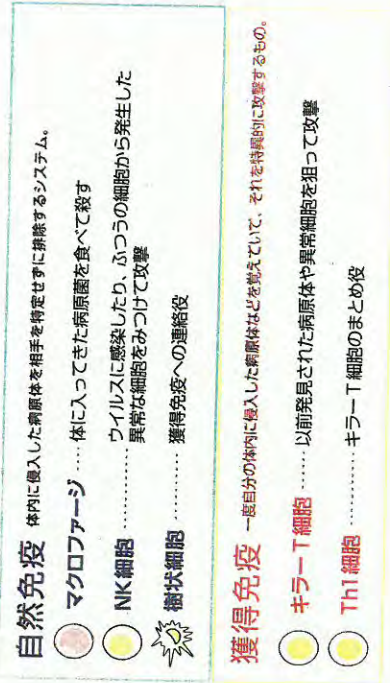 自然免疫 体内に侵入した病原体を相手を特定せずに排除するシステム。
マクロファージ …… 体に入ってきた病原菌を食べて殺す
NK細胞 ………… ウイルスに感染したり、ふつうの細胞から発生した
異常な細胞をみつけて攻撃
樹状細胞 ………… 獲得免疫への連絡役
獲得免疫 一度自分の体内に侵入した病原体などを覚えていて、それを特異的に攻撃するもの。
キラーT細胞 …… 以前発見された病原体や異常細胞を狙って攻撃
Th1細胞 ………… キラーT細胞のまとめ役